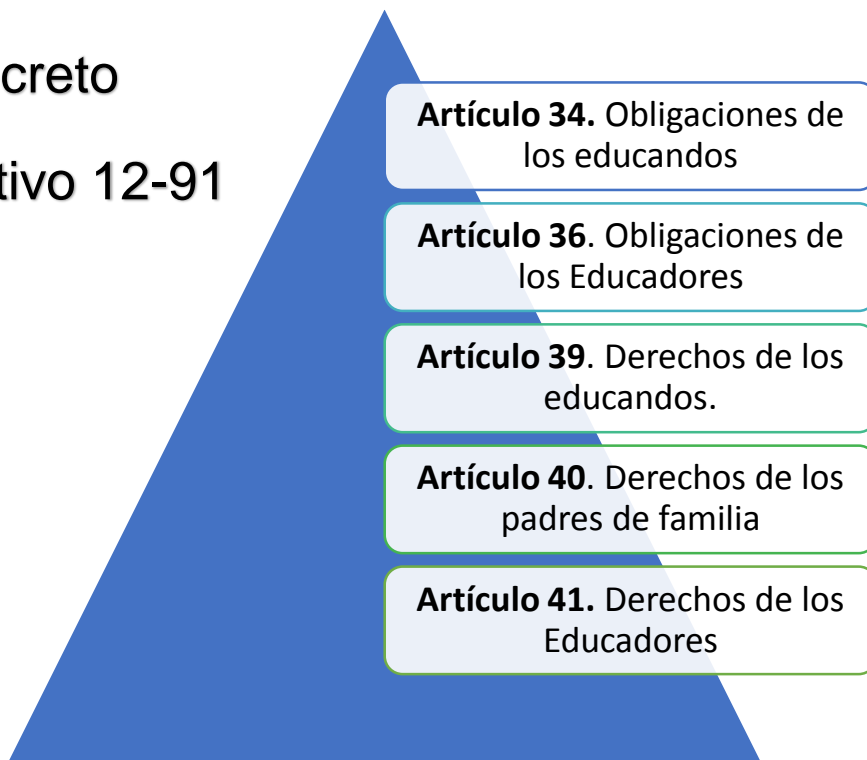 creto
tivo 12-91
Artículo 34. Obligaciones de
los educandos
Artículo 36. Obligaciones de
los Educadores
Artículo 39. Derechos de los
educandos.
Artículo 40. Derechos de los
padres de familia
Artículo 41. Derechos de los
Educadores